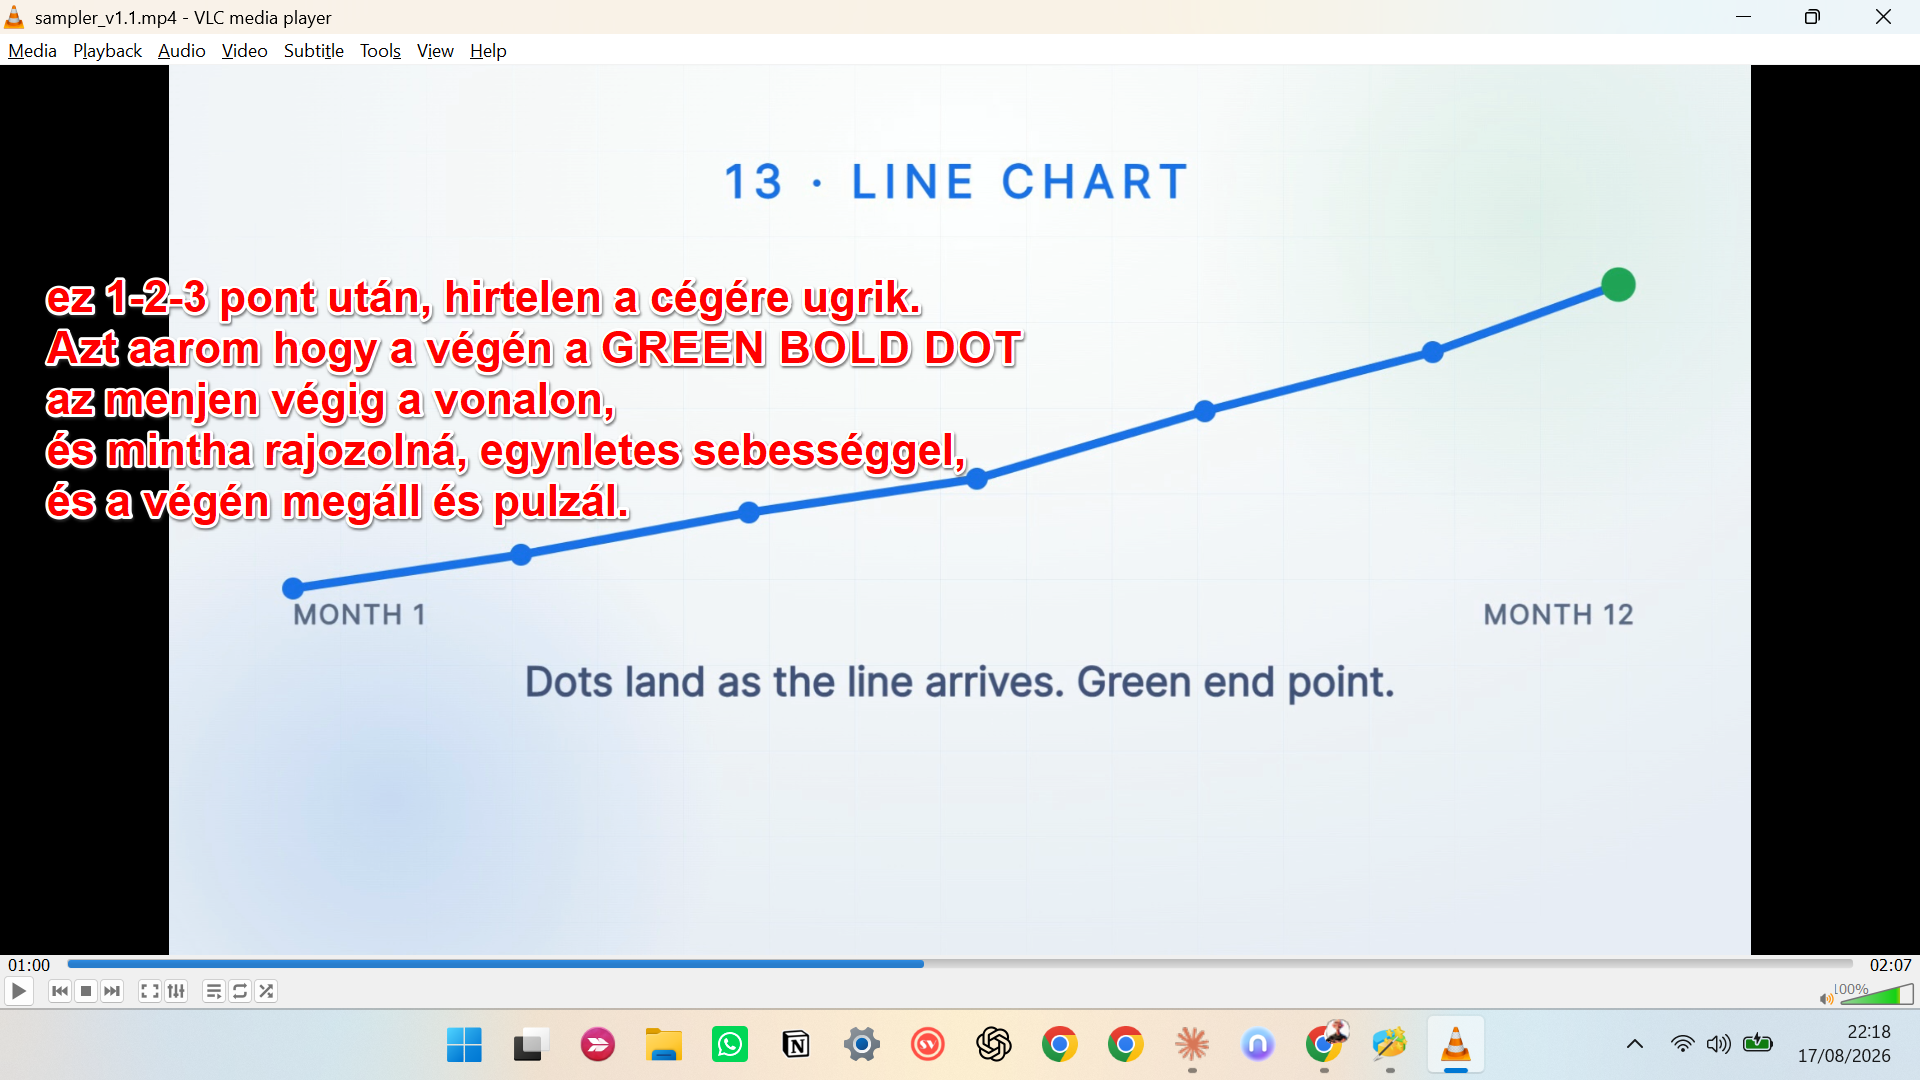 sampler_v1.1.mp4 - VLC media player
Media Playback Audio Video Subtitle Tools View Help
13 · LINE CHART
ez 1-2-3 pont után, hirtelen a cégére ugrik.
Azt aarom hogy a végén a GREEN BOLD DOT
az menjen végig a vonalon,
és mintha rajozolná, egynletes sebességgel,
és a végén megáll és pulzál.
MONTH 1
MONTH 12
Dots land as the line arrives. Green end point.
01:00
02:07
100%
22:18
17/08/2026